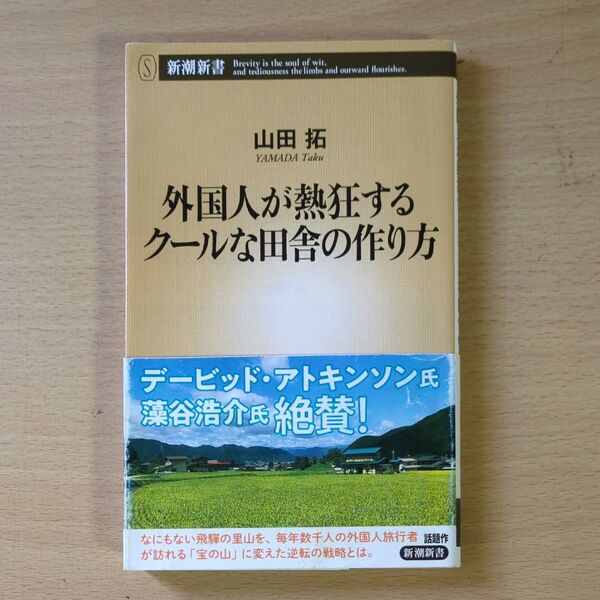 S
新潮新書
Brevity is the soul of wit,
and tediousness the limbs and outward flourishes.
山田 拓
YAMADA Taku
外国人が熱狂する
クールな田舎の作り方
デービッド・アトキンソン氏
藻谷浩介氏 絶賛!
なにもない飛騨の里山を、毎年数千人の外国人旅行者
が訪れる「宝の山」に変えた逆転の戦略とは。
話題作
新潮新書